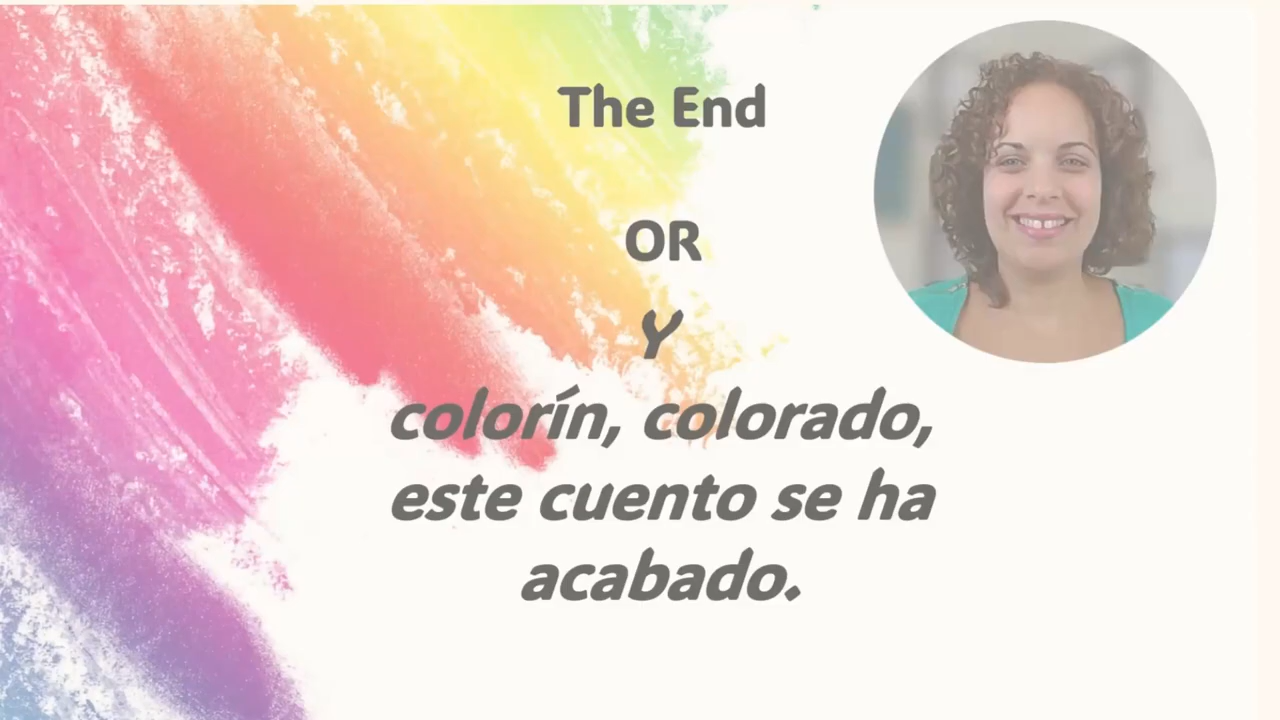 The End
OR
Y
colorín, colorado,
este cuento se ha
acabado.